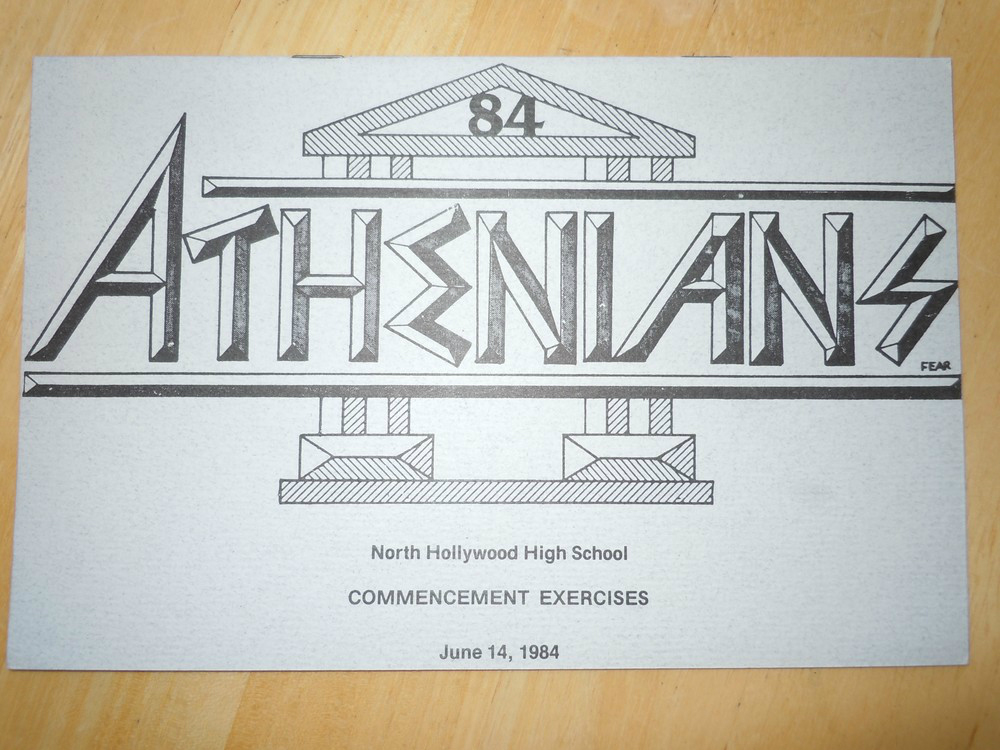 84
ATHENIANS
FEAR
North Hollywood High School
COMMENCEMENT EXERCISES
June 14, 1984